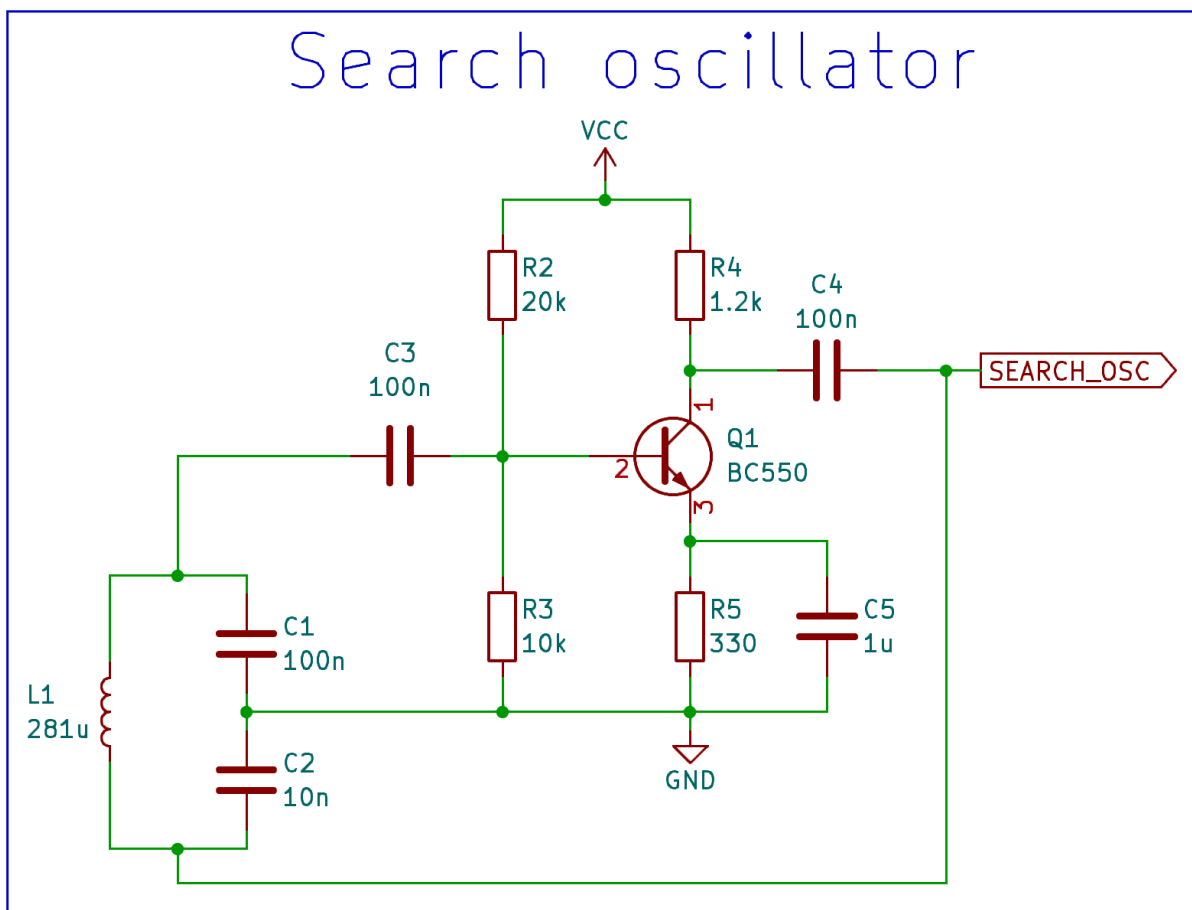 Search oscillator
VCC
R2
20k
R4
1.2k
C4
100n
C3
100n
SEARCH_OSC
1
Q1
BC550
2
3
C1
100n
R3
10k
R5
330
C5
1u
L1
281u
C2
10n
GND